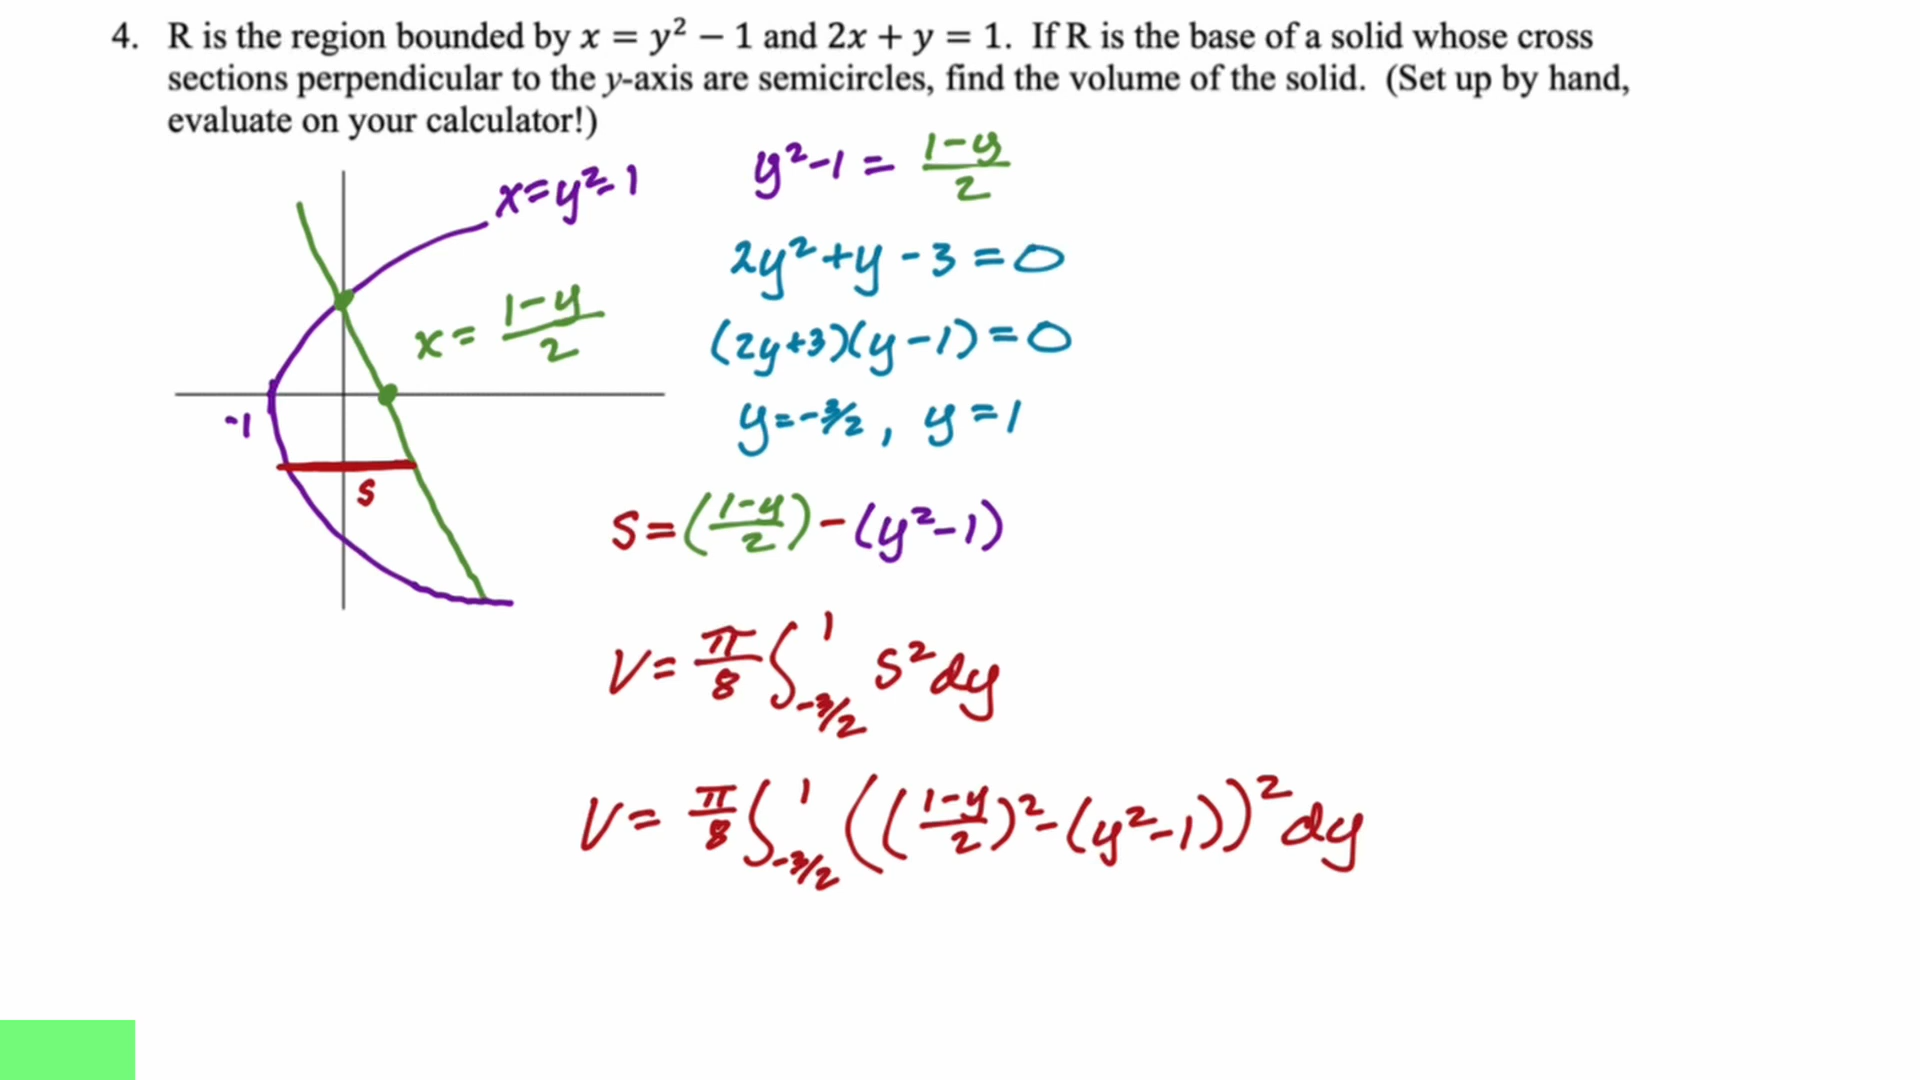 4. R is the region bounded by x = y² − 1 and 2x + y = 1. If R is the base of a solid whose cross
sections perpendicular to the y-axis are semicircles, find the volume of the solid. (Set up by hand,
evaluate on your calculator!)
x=y²-1
y²-1 = (1-y)/2
2y²+y-3=0
x= (1-y)/2
(2y+3)(y-1)=0
-1
y=-3/2, y=1
s
s=((1-y)/2)-(y²-1)
V= π/8 ∫_{-3/2}^{1} s²dy
V= π/8 ∫_{-3/2}^{1} (((1-y)/2)²-(y²-1))²dy